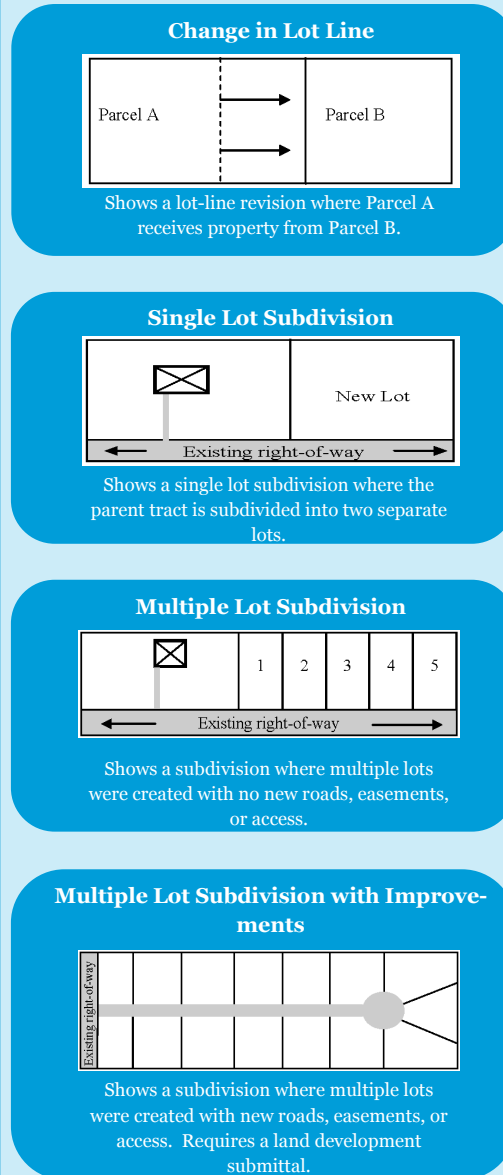 Change in Lot Line
Parcel A
Parcel B
Shows a lot-line revision where Parcel A
receives property from Parcel B.
Single Lot Subdivision
New Lot
Existing right-of-way
Shows a single lot subdivision where the
parent tract is subdivided into two separate
lots.
Multiple Lot Subdivision
1 2 3 4 5
Existing right-of-way
Shows a subdivision where multiple lots
were created with no new roads, easements,
or access.
Multiple Lot Subdivision with Improve-
ments
Existing right-of-way
Shows a subdivision where multiple lots
were created with new roads, easements, or
access.  Requires a land development
submittal.